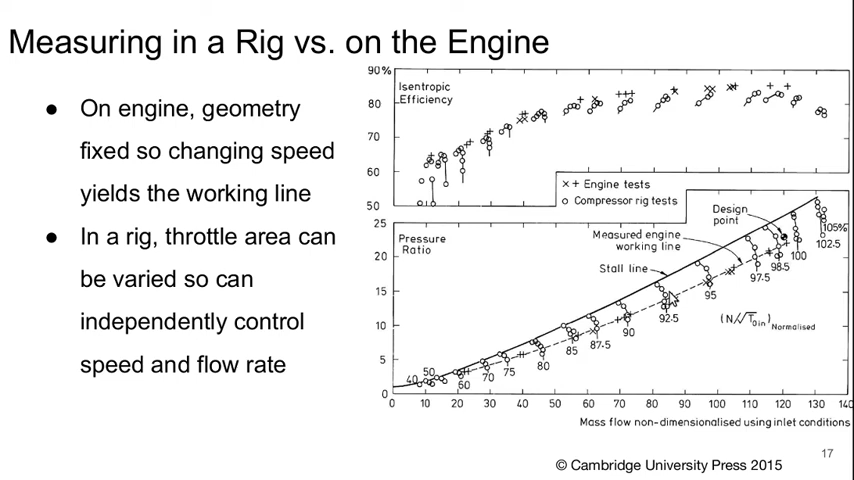 Measuring in a Rig vs. on the Engine
● On engine, geometry
fixed so changing speed
yields the working line
● In a rig, throttle area can
be varied so can
independently control
speed and flow rate
90%
Isentropic
Efficiency
80
70
60
50
×+ Engine tests
○ Compressor rig tests
25
Pressure
Ratio
20
15
10
5
0
Design
point
Measured engine
working line
Stall line
105%
102·5
100
98·5
97·5
95
92·5
90
87·5
85
80
75
70
60
50
40
(N/√T₀in) Normalised
0 10 20 30 40 50 60 70 80 90 100 110 120 130 140
Mass flow non-dimensionalised using inlet conditions
17
© Cambridge University Press 2015